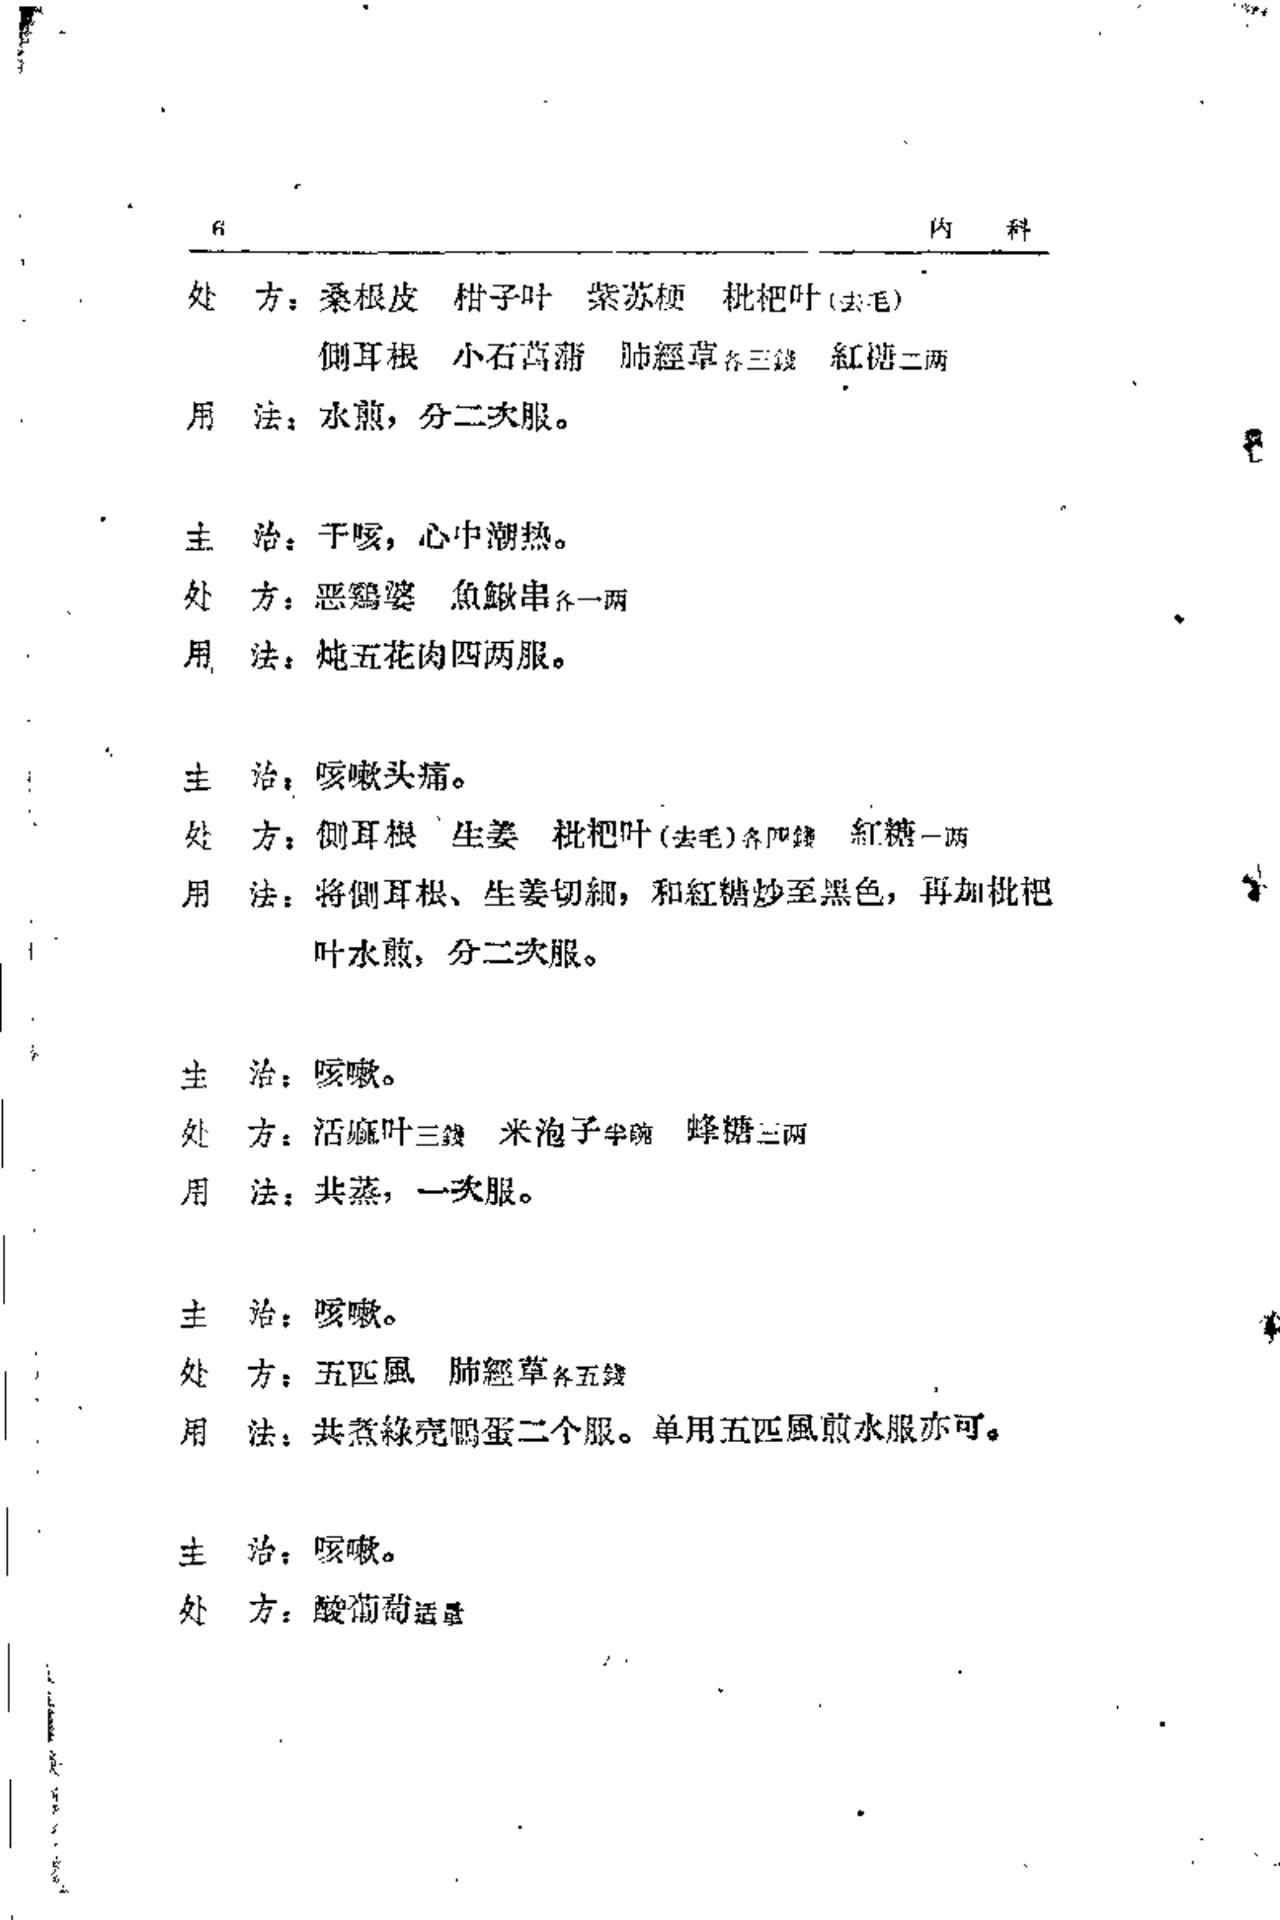 6 内 科
处 方：桑根皮 柑子叶 紫苏梗 枇杷叶（去毛）
侧耳根 小石菖蒲 肺經草各三錢 紅糖二两
用 法：水煎，分二次服。
主 治：干咳，心中潮热。
处 方：恶鷄婆 魚鰍串各一两
用 法：炖五花肉四两服。
主 治：咳嗽头痛。
处 方：侧耳根 生姜 枇杷叶（去毛）各四錢 紅糖一两
用 法：将侧耳根、生姜切細，和紅糖炒至黑色，再加枇杷
叶水煎，分二次服。
主 治：咳嗽。
处 方：活麻叶三錢 米泡子半碗 蜂糖三两
用 法：共蒸，一次服。
主 治：咳嗽。
处 方：五匹風 肺經草各五錢
用 法：共煮綠壳鴨蛋二个服。单用五匹風煎水服亦可。
主 治：咳嗽。
处 方：酸葡萄适量